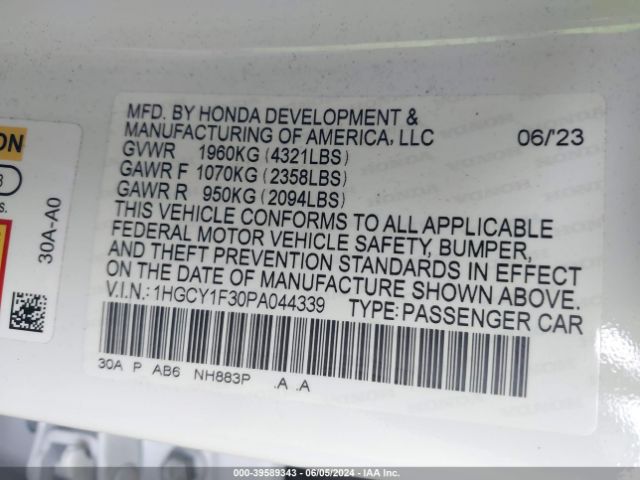 MFD. BY HONDA DEVELOPMENT &
MANUFACTURING OF AMERICA, LLC 06/'23
GVWR 1960KG (4321LBS)
GAWR F 1070KG (2358LBS)
GAWR R 950KG (2094LBS)
THIS VEHICLE CONFORMS TO ALL APPLICABLE
FEDERAL MOTOR VEHICLE SAFETY, BUMPER,
AND THEFT PREVENTION STANDARDS IN EFFECT
ON THE DATE OF MANUFACTURE SHOWN ABOVE.
V.I.N.: 1HGCY1F30PA044339 TYPE: PASSENGER CAR
30A P AB6 NH883P .A .A
30A-A0
000-39589343 - 06/05/2024 - IAA Inc.